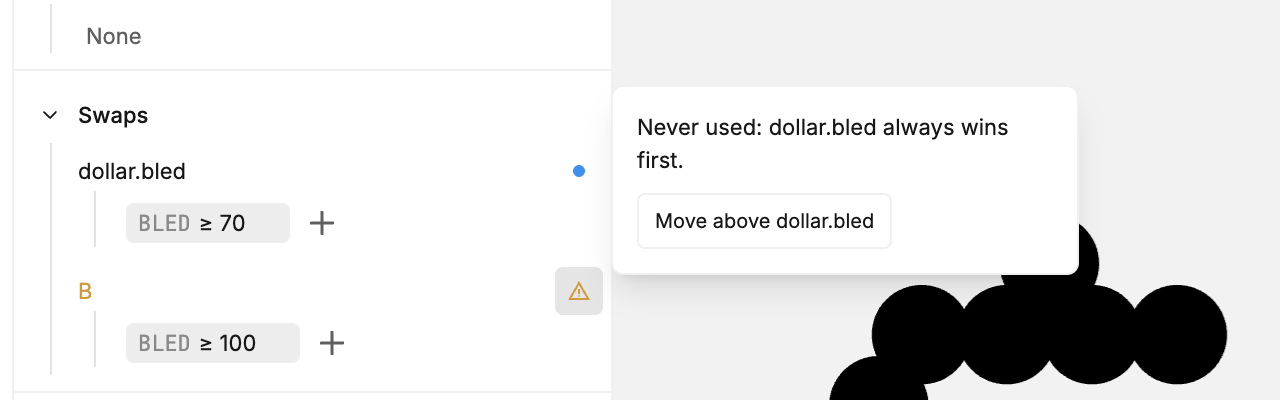 None
Swaps
dollar.bled
BLED ≥ 70
B
BLED ≥ 100
Never used: dollar.bled always wins
first.
Move above dollar.bled